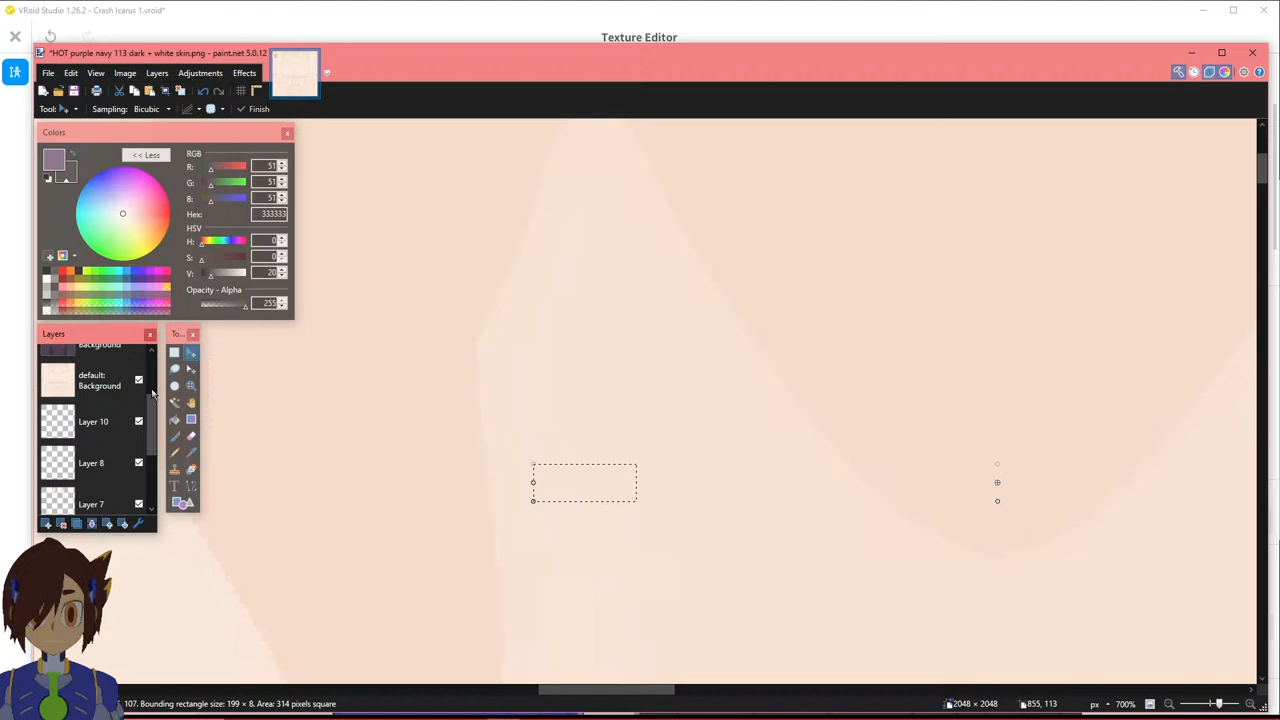 VRoid Studio 1.26.2 - Crash Icarus 1.vroid*
Texture Editor
*HOT purple navy 113 dark + white skin.png - paint.net 5.0.12
File Edit View Image Layers Adjustments Effects
Tool: Sampling: Bicubic Finish
Colors
<< Less
RGB
R: 51
G: 51
B: 51
Hex: 333333
HSV
H: 0
S: 0
V: 20
Opacity - Alpha
255
Layers
To...
Background
default:
Background
Layer 10
Layer 8
Layer 7
107. Bounding rectangle size: 199 × 8. Area: 314 pixels square
2048 × 2048
855, 113
px
700%